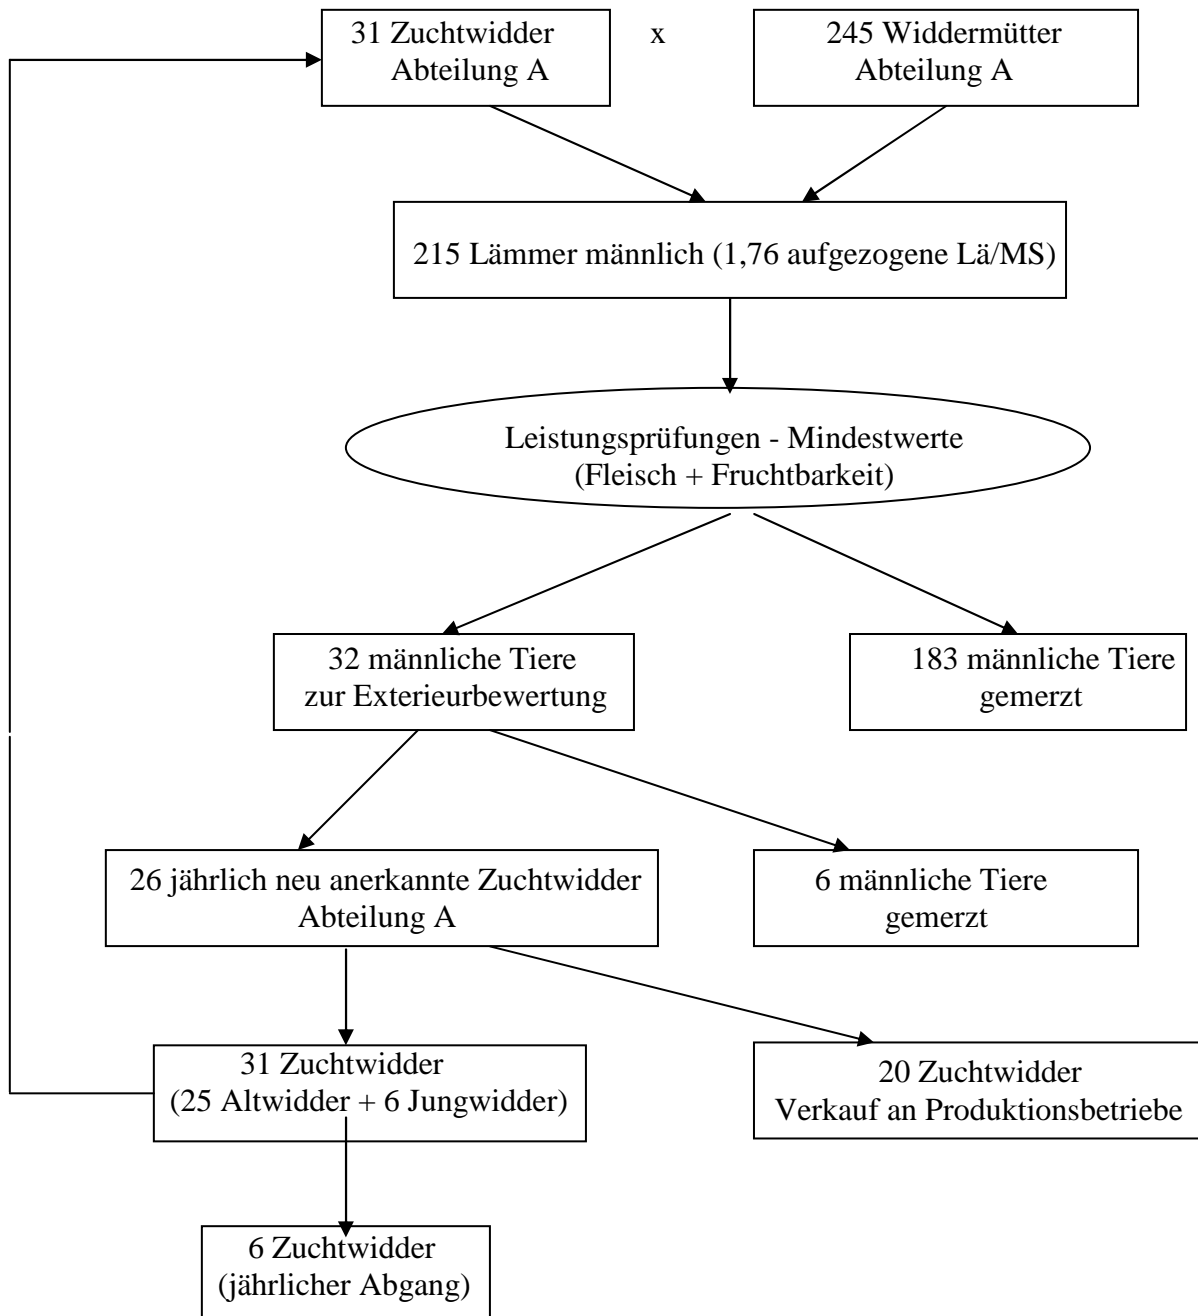 31 Zuchtwidder
Abteilung A
x
245 Widdermütter
Abteilung A
215 Lämmer männlich (1,76 aufgezogene Lä/MS)
Leistungsprüfungen - Mindestwerte
(Fleisch + Fruchtbarkeit)
32 männliche Tiere
zur Exterieurbewertung
183 männliche Tiere
gemerzt
26 jährlich neu anerkannte Zuchtwidder
Abteilung A
6 männliche Tiere
gemerzt
31 Zuchtwidder
(25 Altwidder + 6 Jungwidder)
20 Zuchtwidder
Verkauf an Produktionsbetriebe
6 Zuchtwidder
(jährlicher Abgang)